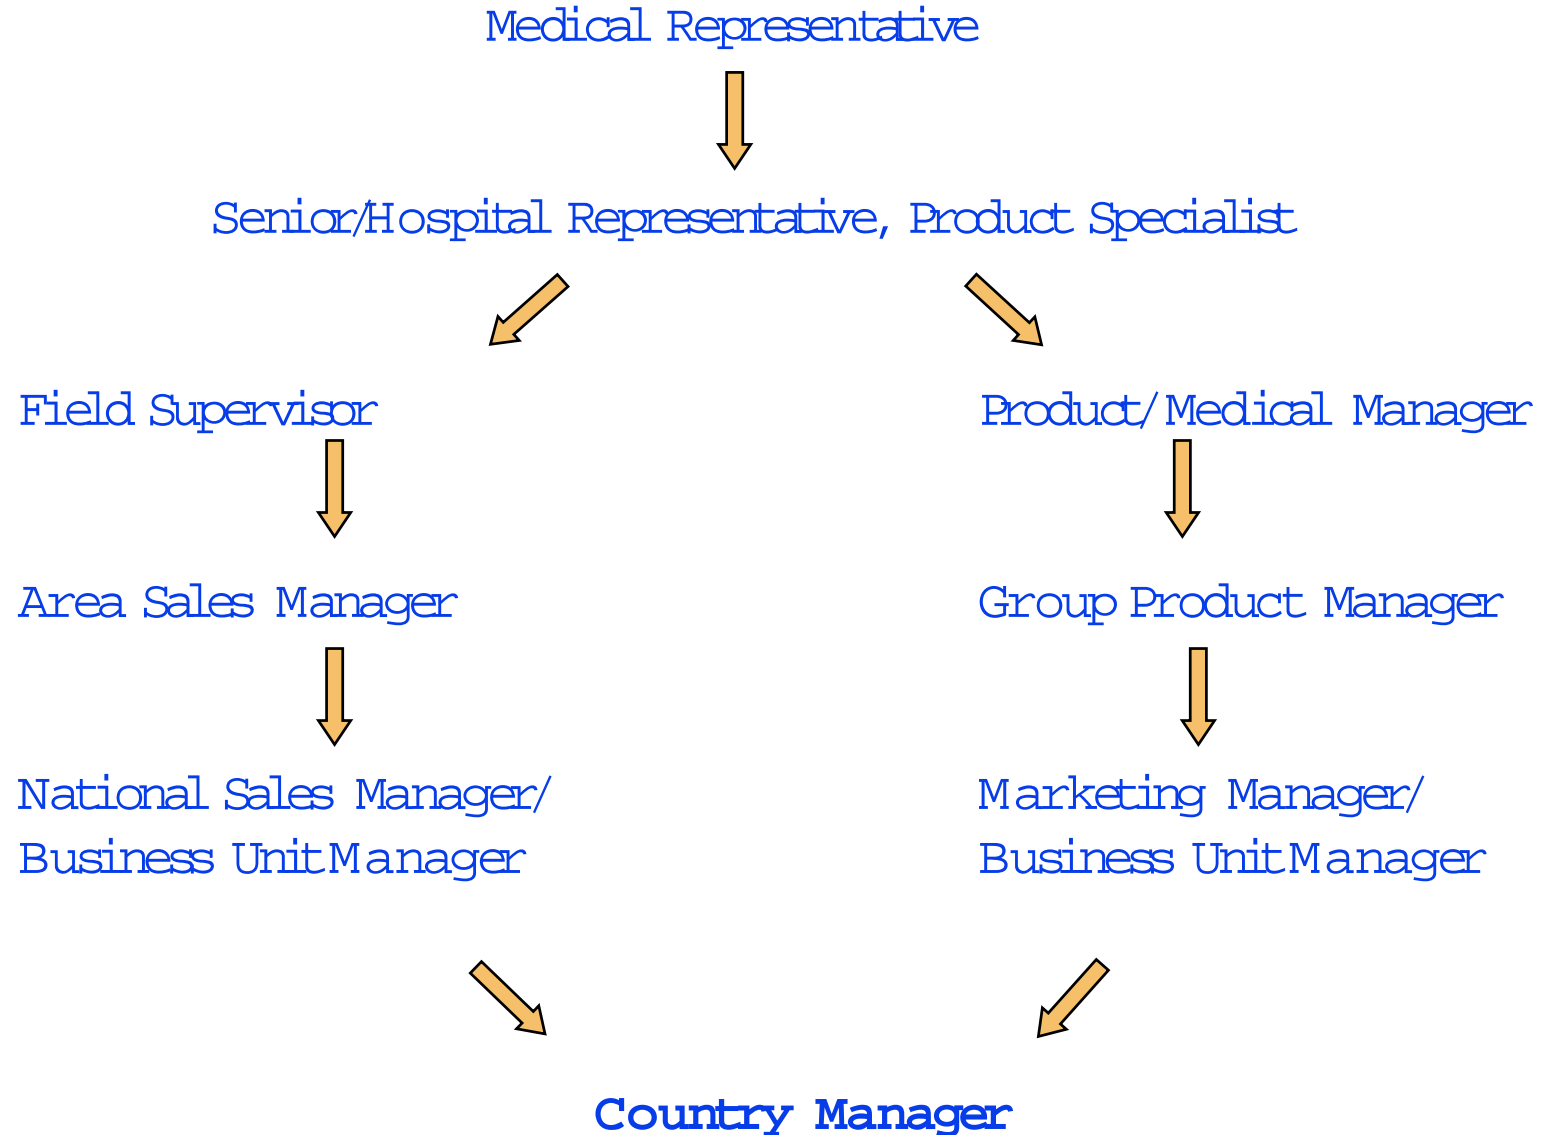 Medical Representative
Senior/Hospital Representative, Product Specialist
Field Supervisor
Product/Medical Manager
Area Sales Manager
Group Product Manager
National Sales Manager/
Business Unit Manager
Marketing Manager/
Business Unit Manager
Country Manager